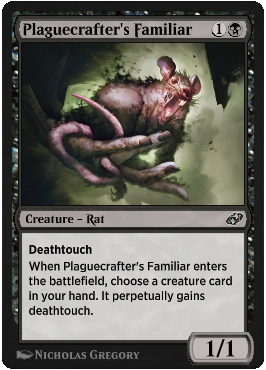 Plaguecrafter's Familiar 1
Creature – Rat
Deathtouch
When Plaguecrafter's Familiar enters
the battlefield, choose a creature card
in your hand. It perpetually gains
deathtouch.
1/1
Nicholas Gregory